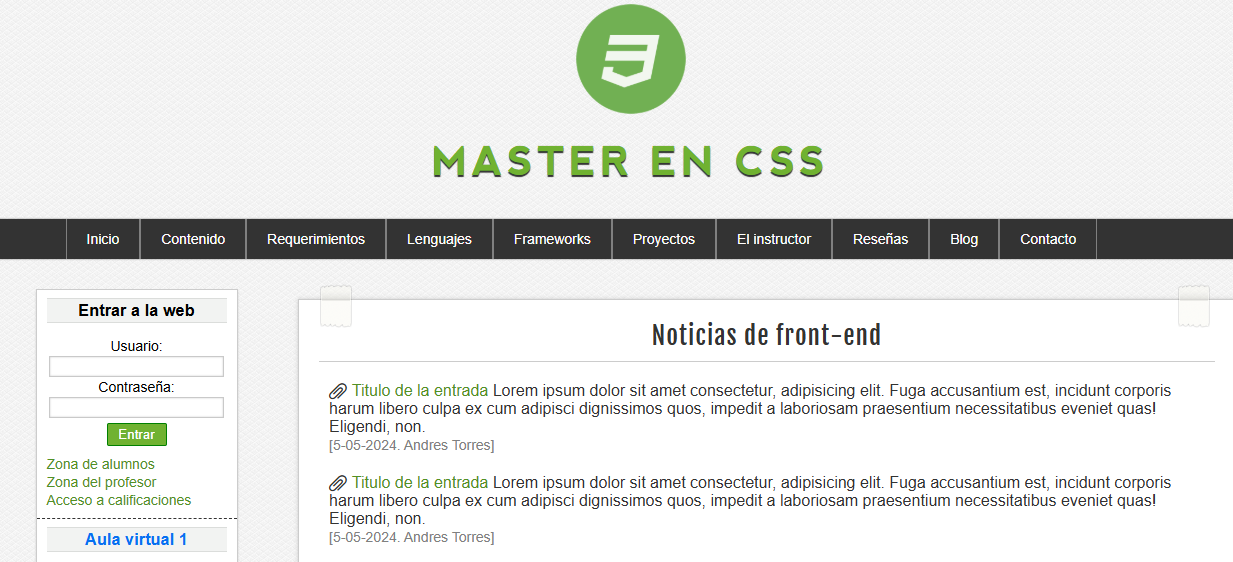 MASTER EN CSS
Inicio Contenido Requerimientos Lenguajes Frameworks Proyectos El instructor Reseñas Blog Contacto
Entrar a la web
Usuario:
Contraseña:
Entrar
Zona de alumnos
Zona del profesor
Acceso a calificaciones
Aula virtual 1
Noticias de front-end
Titulo de la entrada Lorem ipsum dolor sit amet consectetur, adipisicing elit. Fuga accusantium est, incidunt corporis
harum libero culpa ex cum adipisci dignissimos quos, impedit a laboriosam praesentium necessitatibus eveniet quas!
Eligendi, non.
[5-05-2024. Andres Torres]
Titulo de la entrada Lorem ipsum dolor sit amet consectetur, adipisicing elit. Fuga accusantium est, incidunt corporis
harum libero culpa ex cum adipisci dignissimos quos, impedit a laboriosam praesentium necessitatibus eveniet quas!
Eligendi, non.
[5-05-2024. Andres Torres]